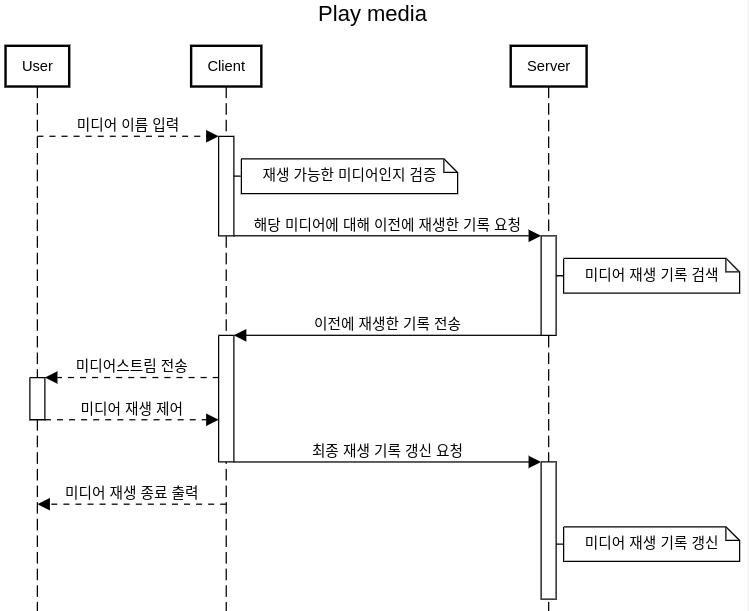 Play media
User
Client
Server
미디어 이름 입력
재생 가능한 미디어인지 검증
해당 미디어에 대해 이전에 재생한 기록 요청
미디어 재생 기록 검색
이전에 재생한 기록 전송
미디어스트림 전송
미디어 재생 제어
최종 재생 기록 갱신 요청
미디어 재생 종료 출력
미디어 재생 기록 갱신